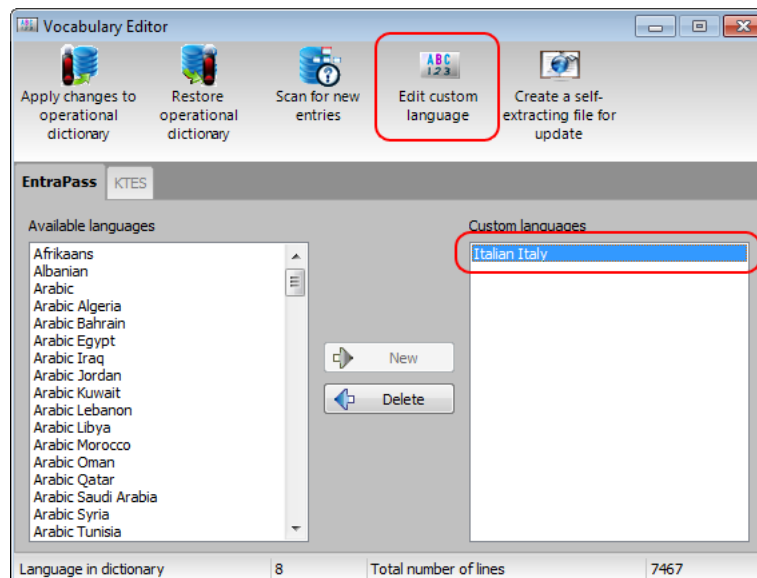 Vocabulary Editor
Apply changes to operational dictionary
Restore operational dictionary
Scan for new entries
ABC 123
Edit custom language
Create a self-extracting file for update
EntraPass
KTES
Available languages
Custom languages
Afrikaans
Albanian
Arabic
Arabic Algeria
Arabic Bahrain
Arabic Egypt
Arabic Iraq
Arabic Jordan
Arabic Kuwait
Arabic Lebanon
Arabic Libya
Arabic Morocco
Arabic Oman
Arabic Qatar
Arabic Saudi Arabia
Arabic Syria
Arabic Tunisia
New
Delete
Italian Italy
Language in dictionary 8 Total number of lines 7467